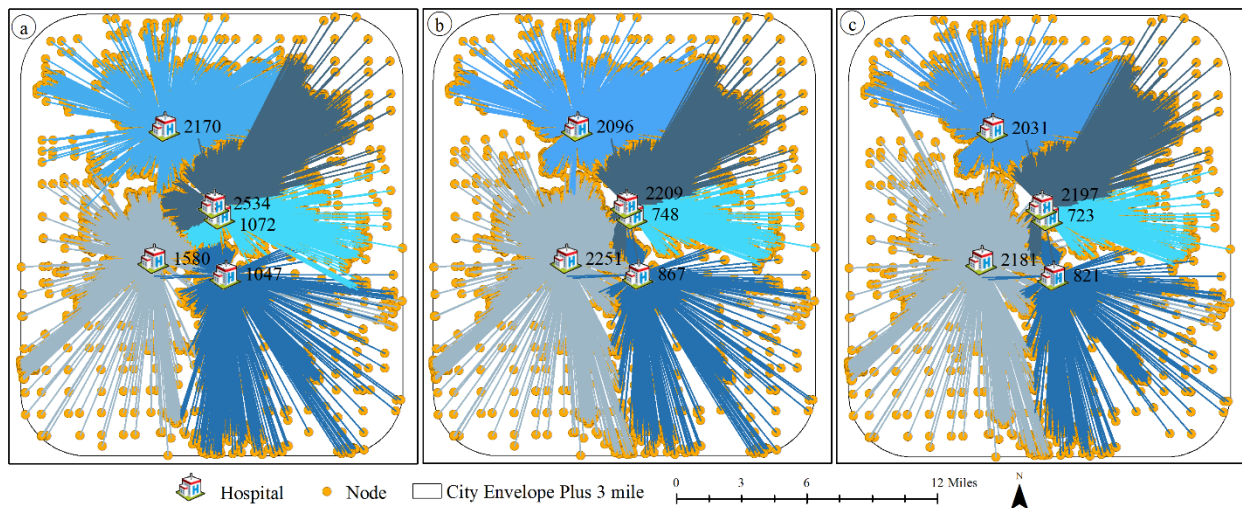 a
b
c
2170
2096
2031
2534
2209
2197
1072
748
723
1580
2251
2181
1047
867
821
H Hospital
Node
City Envelope Plus 3 mile
0 3 6 12 Miles
N